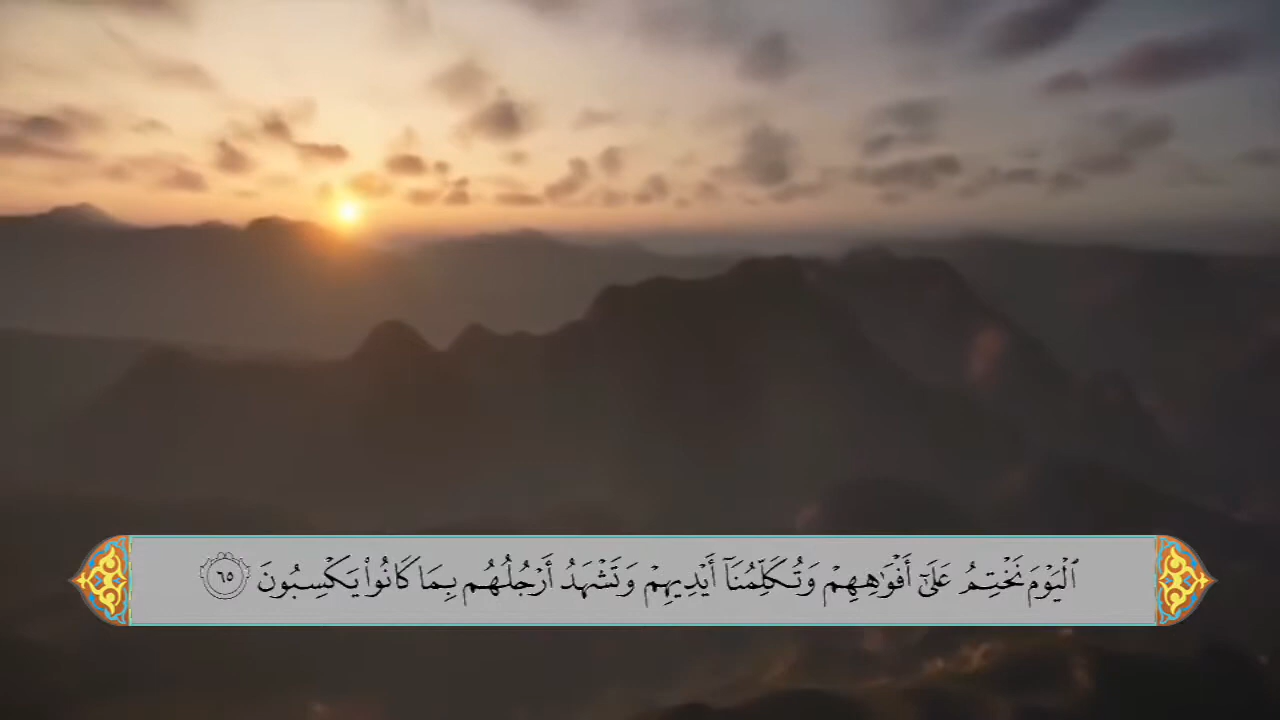 ٱلۡيَوۡمَ نَخۡتِمُ عَلَىٰٓ أَفۡوَٰهِهِمۡ وَتُكَلِّمُنَآ أَيۡدِيهِمۡ وَتَشۡهَدُ أَرۡجُلُهُم بِمَا كَانُواْ يَكۡسِبُونَ ٦٥